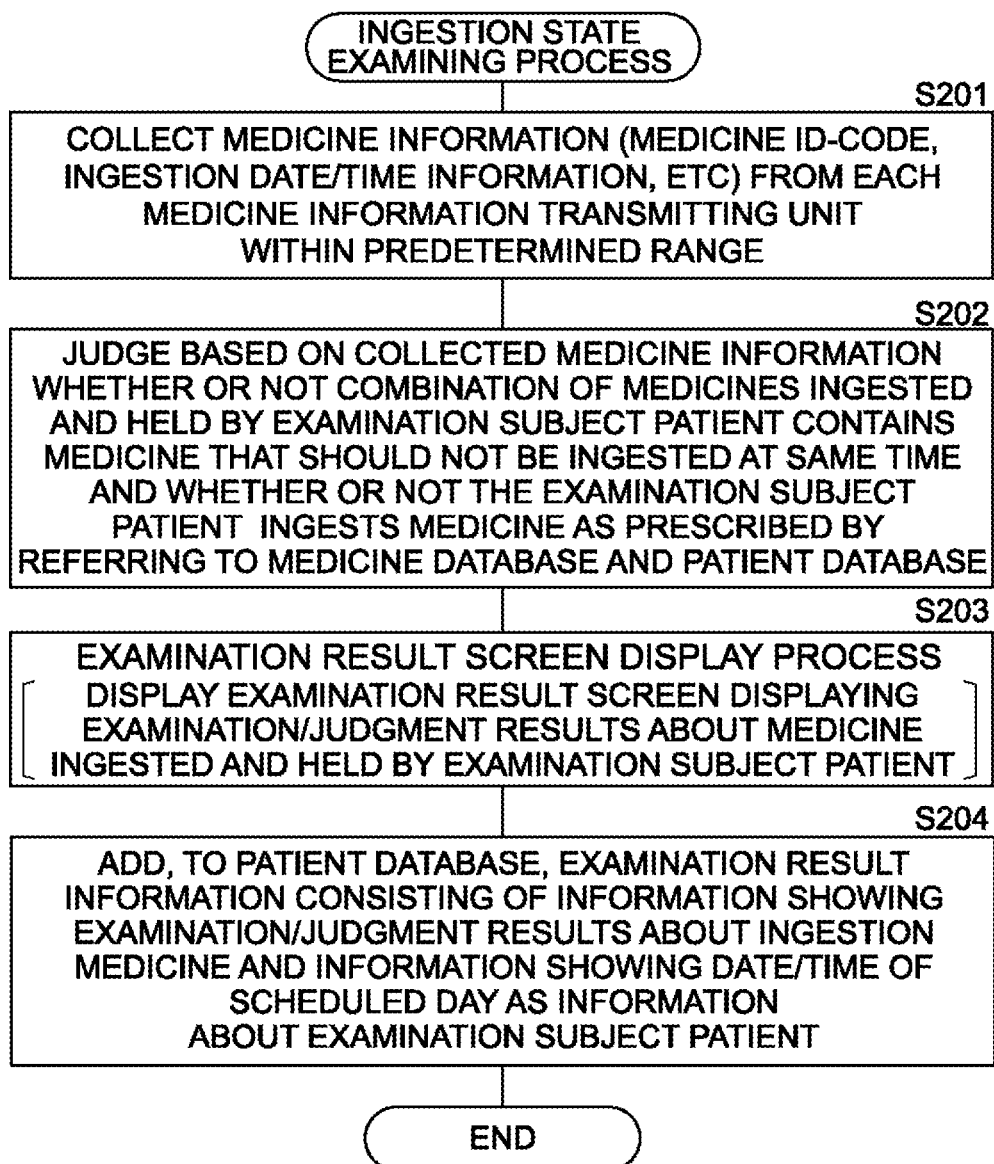 INGESTION STATE
EXAMINING PROCESS
S201
COLLECT MEDICINE INFORMATION (MEDICINE ID-CODE,
INGESTION DATE/TIME INFORMATION, ETC) FROM EACH
MEDICINE INFORMATION TRANSMITTING UNIT
WITHIN PREDETERMINED RANGE
S202
JUDGE BASED ON COLLECTED MEDICINE INFORMATION
WHETHER OR NOT COMBINATION OF MEDICINES INGESTED
AND HELD BY EXAMINATION SUBJECT PATIENT CONTAINS
MEDICINE THAT SHOULD NOT BE INGESTED AT SAME TIME
AND WHETHER OR NOT THE EXAMINATION SUBJECT
PATIENT INGESTS MEDICINE AS PRESCRIBED BY
REFERRING TO MEDICINE DATABASE AND PATIENT DATABASE
S203
EXAMINATION RESULT SCREEN DISPLAY PROCESS
DISPLAY EXAMINATION RESULT SCREEN DISPLAYING
EXAMINATION/JUDGMENT RESULTS ABOUT MEDICINE
INGESTED AND HELD BY EXAMINATION SUBJECT PATIENT
S204
ADD, TO PATIENT DATABASE, EXAMINATION RESULT
INFORMATION CONSISTING OF INFORMATION SHOWING
EXAMINATION/JUDGMENT RESULTS ABOUT INGESTION
MEDICINE AND INFORMATION SHOWING DATE/TIME OF
SCHEDULED DAY AS INFORMATION
ABOUT EXAMINATION SUBJECT PATIENT
END